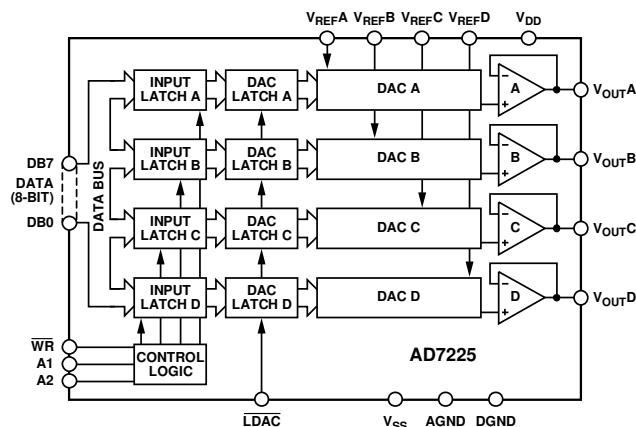 VREFA VREFB VREFC VREFD VDD
INPUT LATCH A
DAC LATCH A
DAC A
A
− +
VOUTA
INPUT LATCH B
DAC LATCH B
DAC B
B
− +
VOUTB
DB7
DATA (8-BIT)
DB0
DATA BUS
INPUT LATCH C
DAC LATCH C
DAC C
C
− +
VOUTC
INPUT LATCH D
DAC LATCH D
DAC D
D
− +
VOUTD
WR
A1
A2
CONTROL LOGIC
AD7225
LDAC
VSS AGND DGND